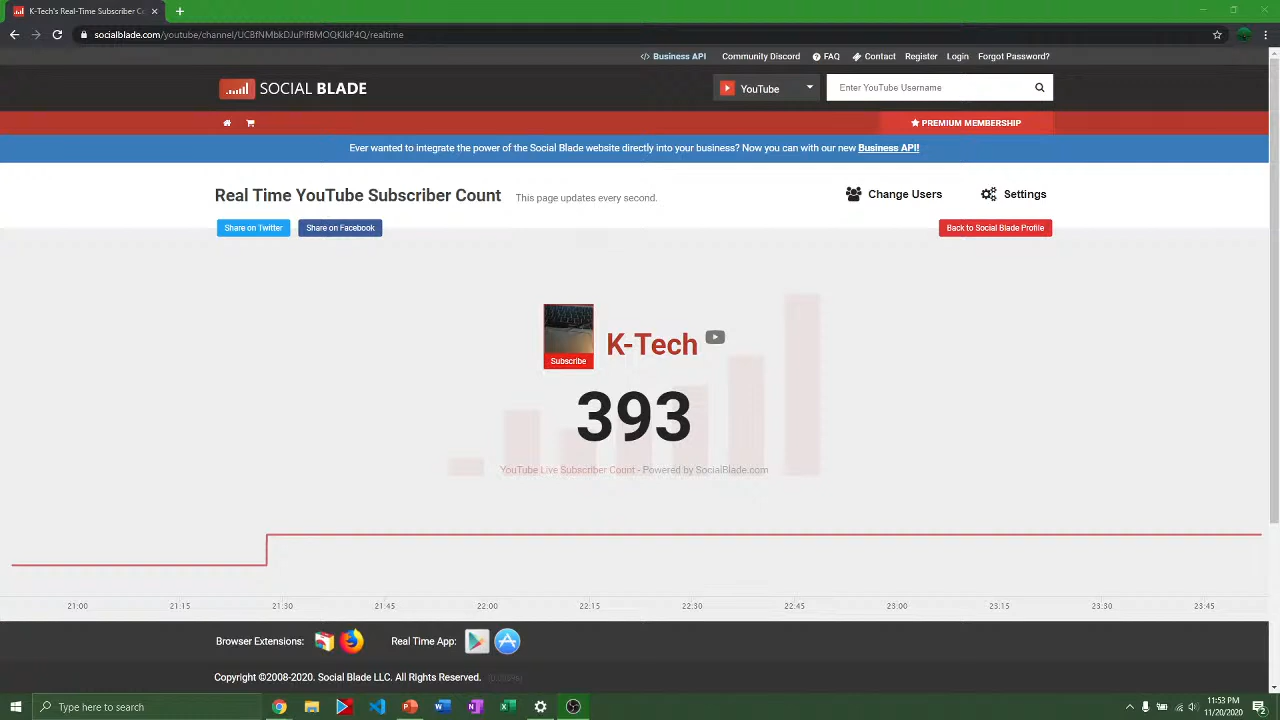 K-Tech's Real-Time Subscriber Co
socialblade.com/youtube/channel/UC8fNMbkDJuPlfBMOQKlkP4Q/realtime
Business API
Community Discord
FAQ
Contact
Register
Login
Forgot Password?
SOCIAL BLADE
YouTube
Enter YouTube Username
PREMIUM MEMBERSHIP
Ever wanted to integrate the power of the Social Blade website directly into your business? Now you can with our new Business API!
Real Time YouTube Subscriber Count
This page updates every second.
Change Users
Settings
Share on Twitter
Share on Facebook
Back to Social Blade Profile
Subscribe
K-Tech
393
YouTube Live Subscriber Count - Powered by SocialBlade.com
21:00 21:15 21:30 21:45 22:00 22:15 22:30 22:45 23:00 23:15 23:30 23:45
Browser Extensions:
Real Time App:
Copyright ©2008-2020. Social Blade LLC. All Rights Reserved.
Type here to search
11:53 PM
11/20/2020